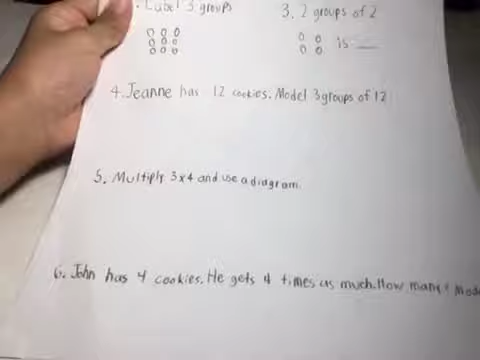 . Label 3 groups
3. 2 groups of 2
is
4. Jeanne has 12 cookies. Model 3 groups of 12
5. Multiply 3x4 and use a diagram.
6. John has 4 cookies. He gets 4 times as much. How many?